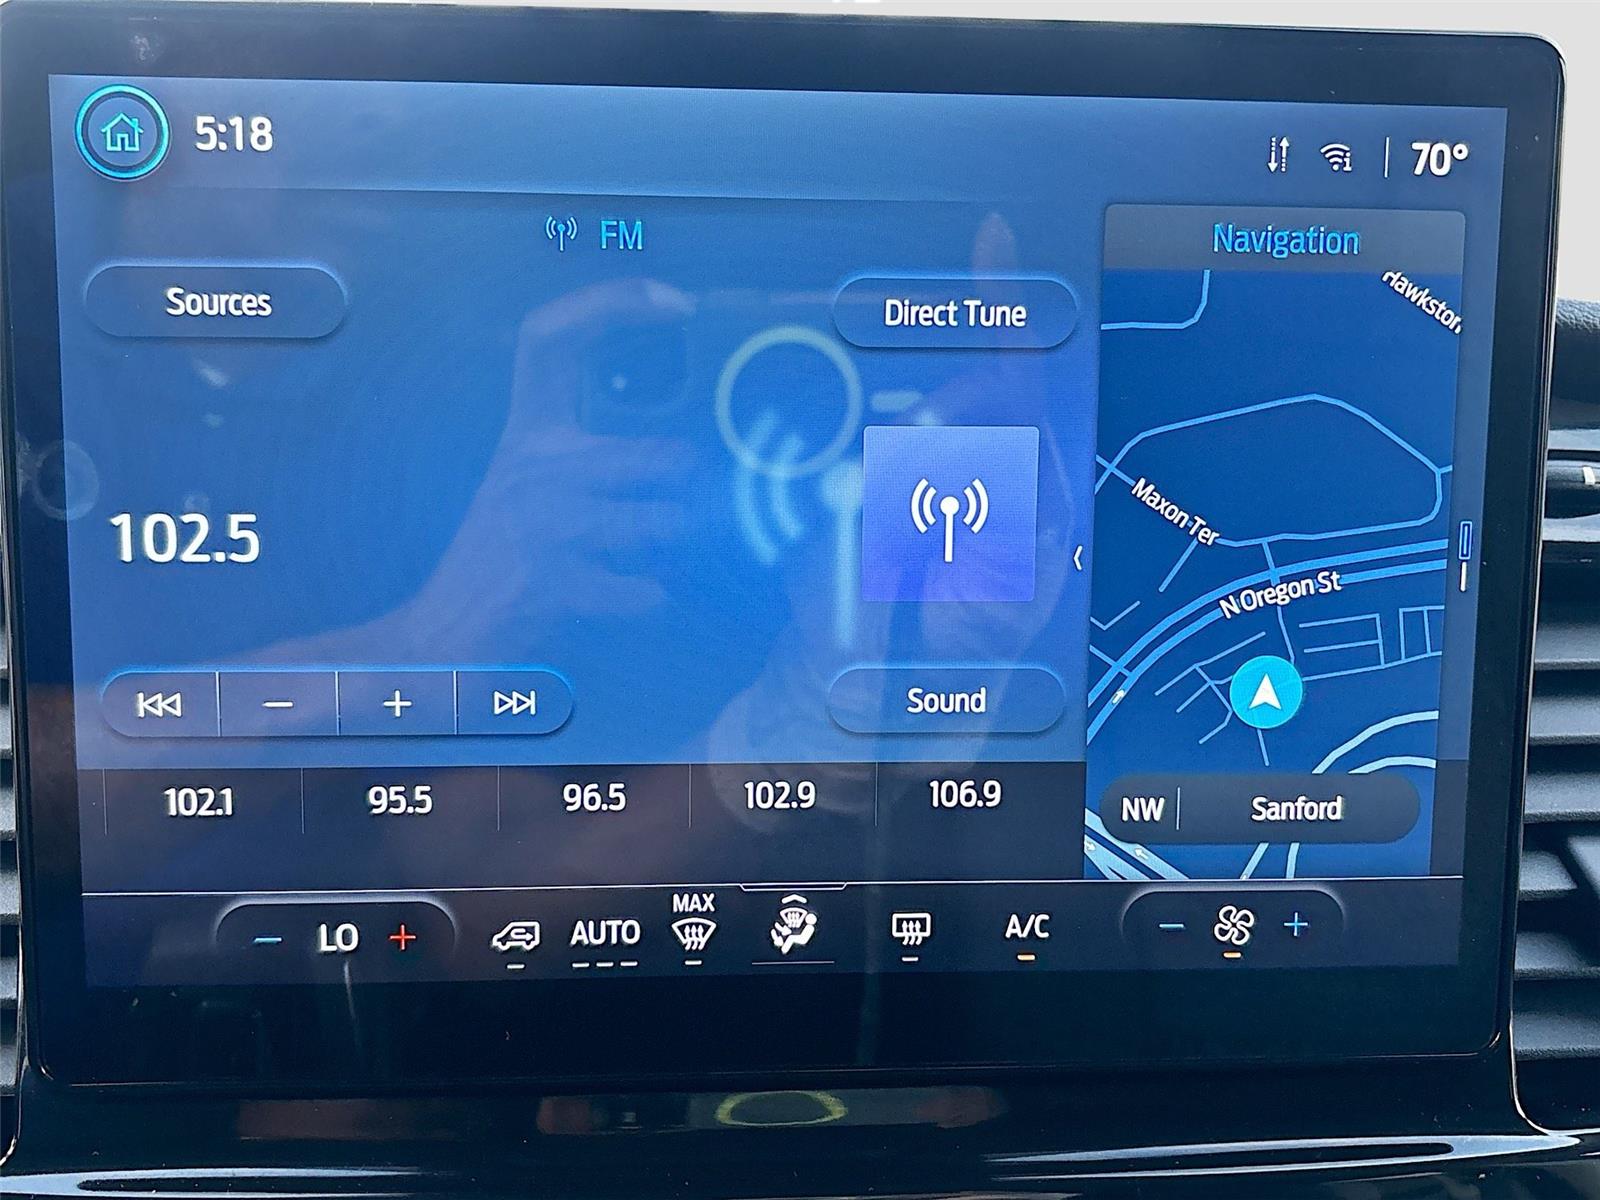 5:18
70°
FM
Navigation
Sources
Direct Tune
Maxon Ter
N Oregon St
102.5
Sound
102.1
95.5
96.5
102.9
106.9
NW
Sanford
- LO +
AUTO
MAX
A/C
- +